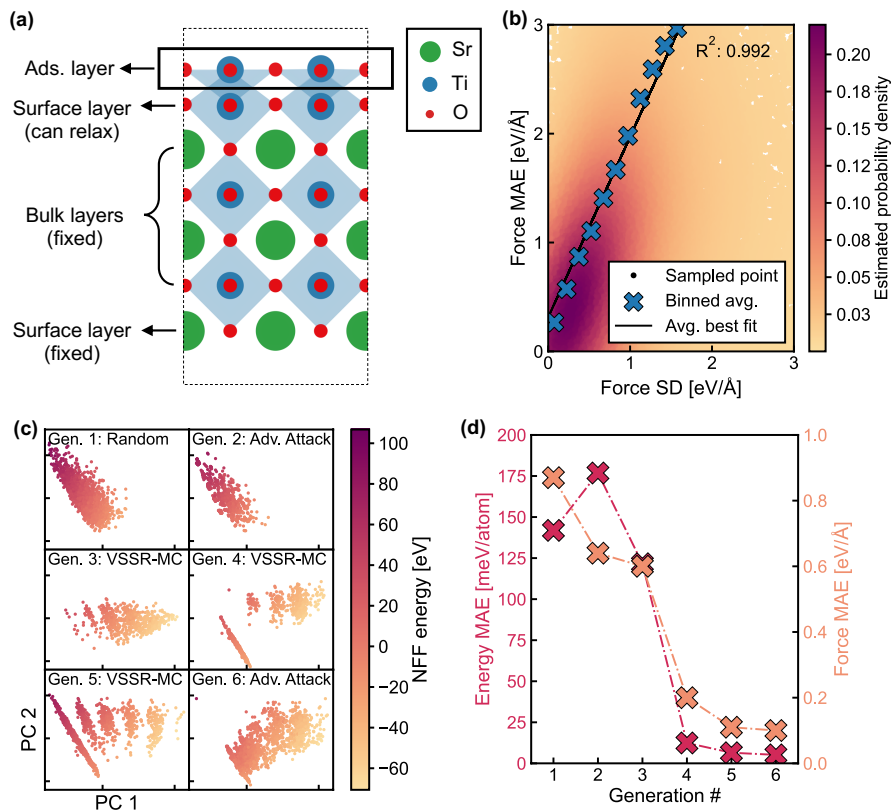 (a)
Ads. layer
Surface layer
(can relax)
Bulk layers
(fixed)
Surface layer
(fixed)
Sr
Ti
O
(b)
R²: 0.992
Force MAE [eV/Å]
3
2
1
0
0
1
2
3
Force SD [eV/Å]
Sampled point
Binned avg.
Avg. best fit
0.20
0.18
0.15
0.12
0.10
0.08
0.05
0.03
Estimated probability density
(c)
Gen. 1: Random
Gen. 2: Adv. Attack
Gen. 3: VSSR-MC
Gen. 4: VSSR-MC
Gen. 5: VSSR-MC
Gen. 6: Adv. Attack
PC 2
PC 1
100
80
60
40
20
0
−20
−40
−60
NFF energy [eV]
(d)
Energy MAE [meV/atom]
200
175
150
125
100
75
50
25
0
1
2
3
4
5
6
Generation #
1.0
0.8
0.6
0.4
0.2
0.0
Force MAE [eV/Å]